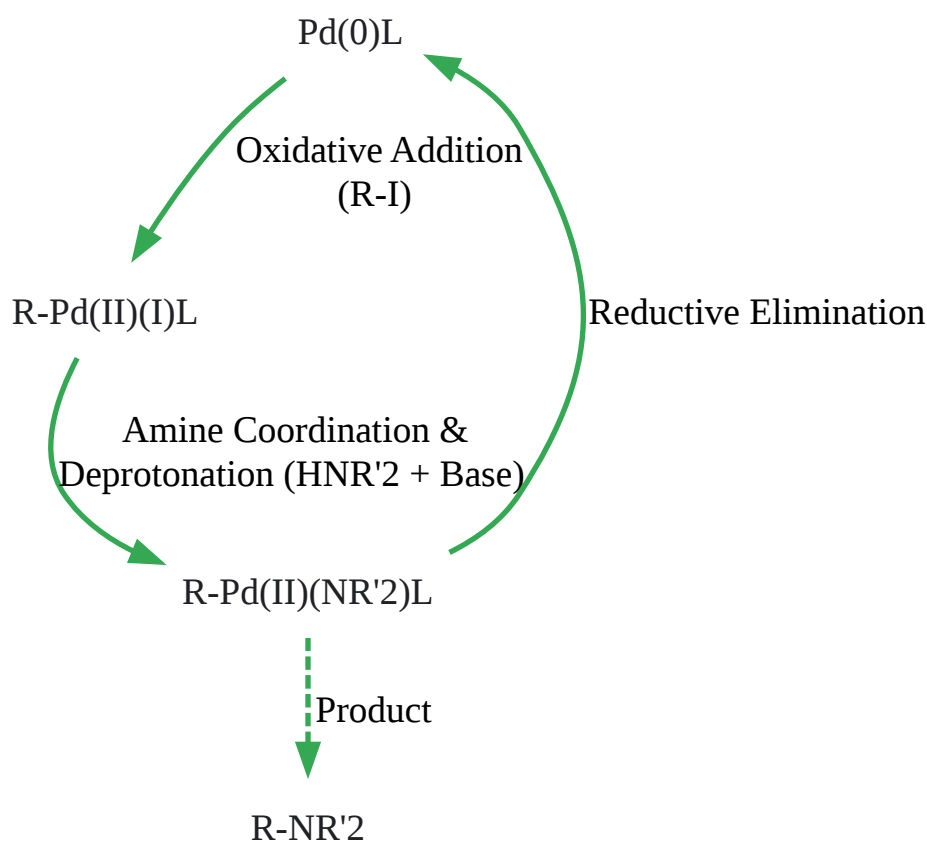 Pd(0)L
Oxidative Addition
(R-I)
R-Pd(II)(I)L
Reductive Elimination
Amine Coordination &
Deprotonation (HNR'2 + Base)
R-Pd(II)(NR'2)L
Product
R-NR'2